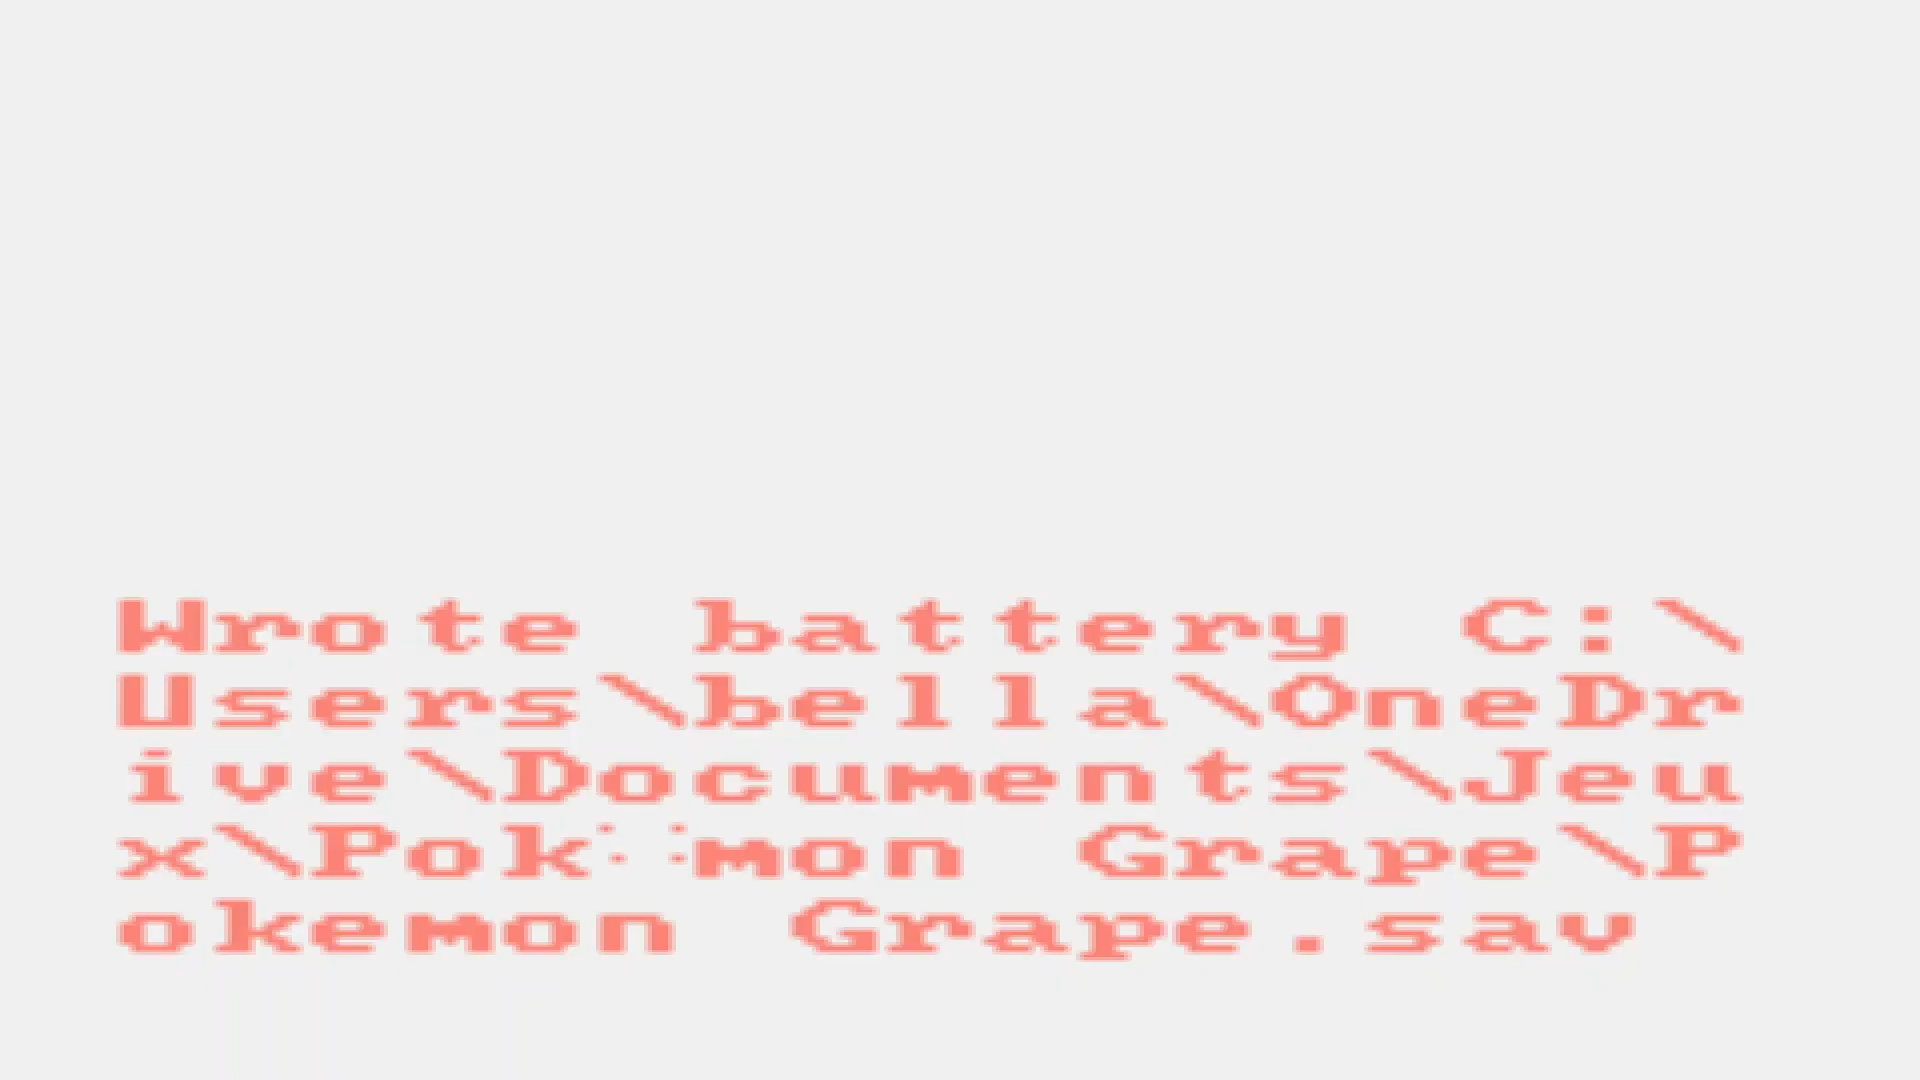 Wrote battery C:\
Users\bella\OneDr
ive\Documents\Jeu
x\Pok mon Grape\P
okemon Grape.sav